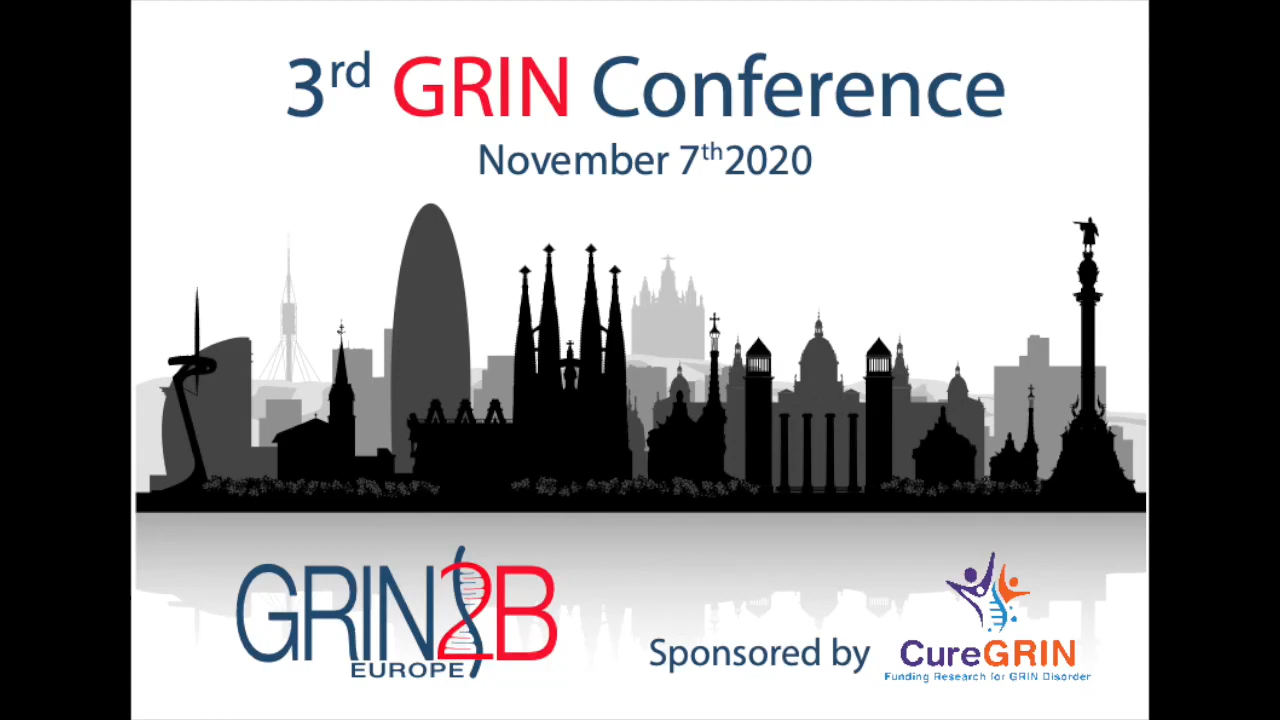 3rd GRIN Conference
November 7th2020
GRIN2B
EUROPE
Sponsored by
CureGRIN
Funding Research for GRIN Disorder